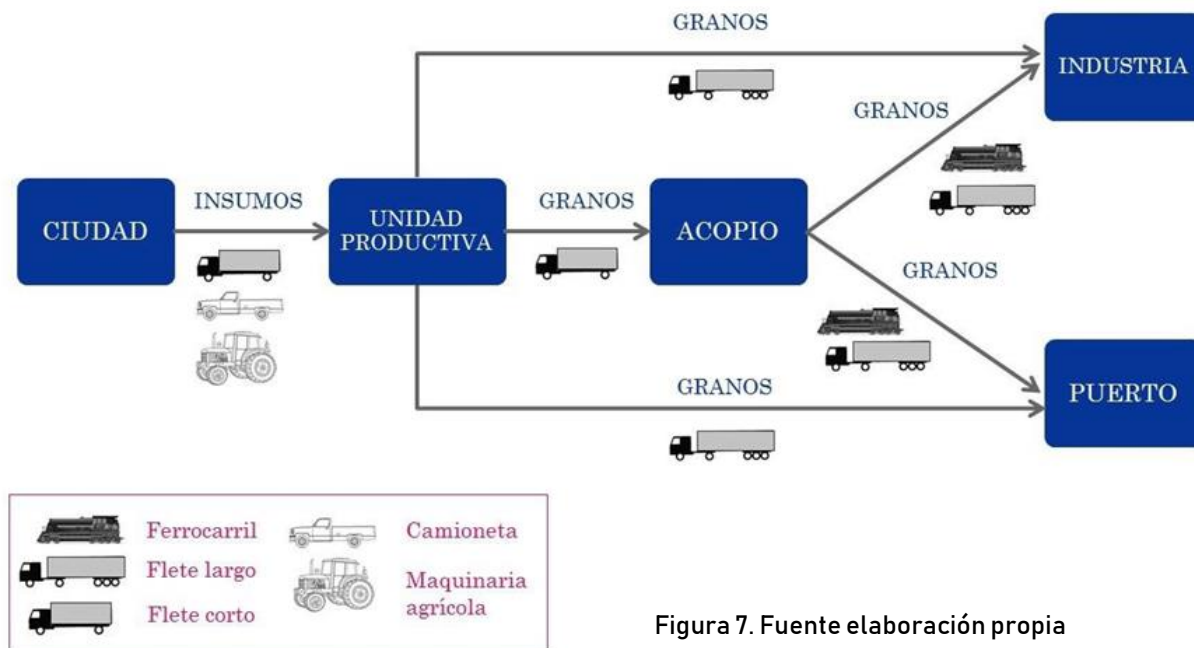 GRANOS
INDUSTRIA
GRANOS
CIUDAD
INSUMOS
UNIDAD
PRODUCTIVA
GRANOS
ACOPIO
GRANOS
GRANOS
PUERTO
Ferrocarril
Flete largo
Flete corto
Camioneta
Maquinaria
agrícola
Figura 7. Fuente elaboración propia